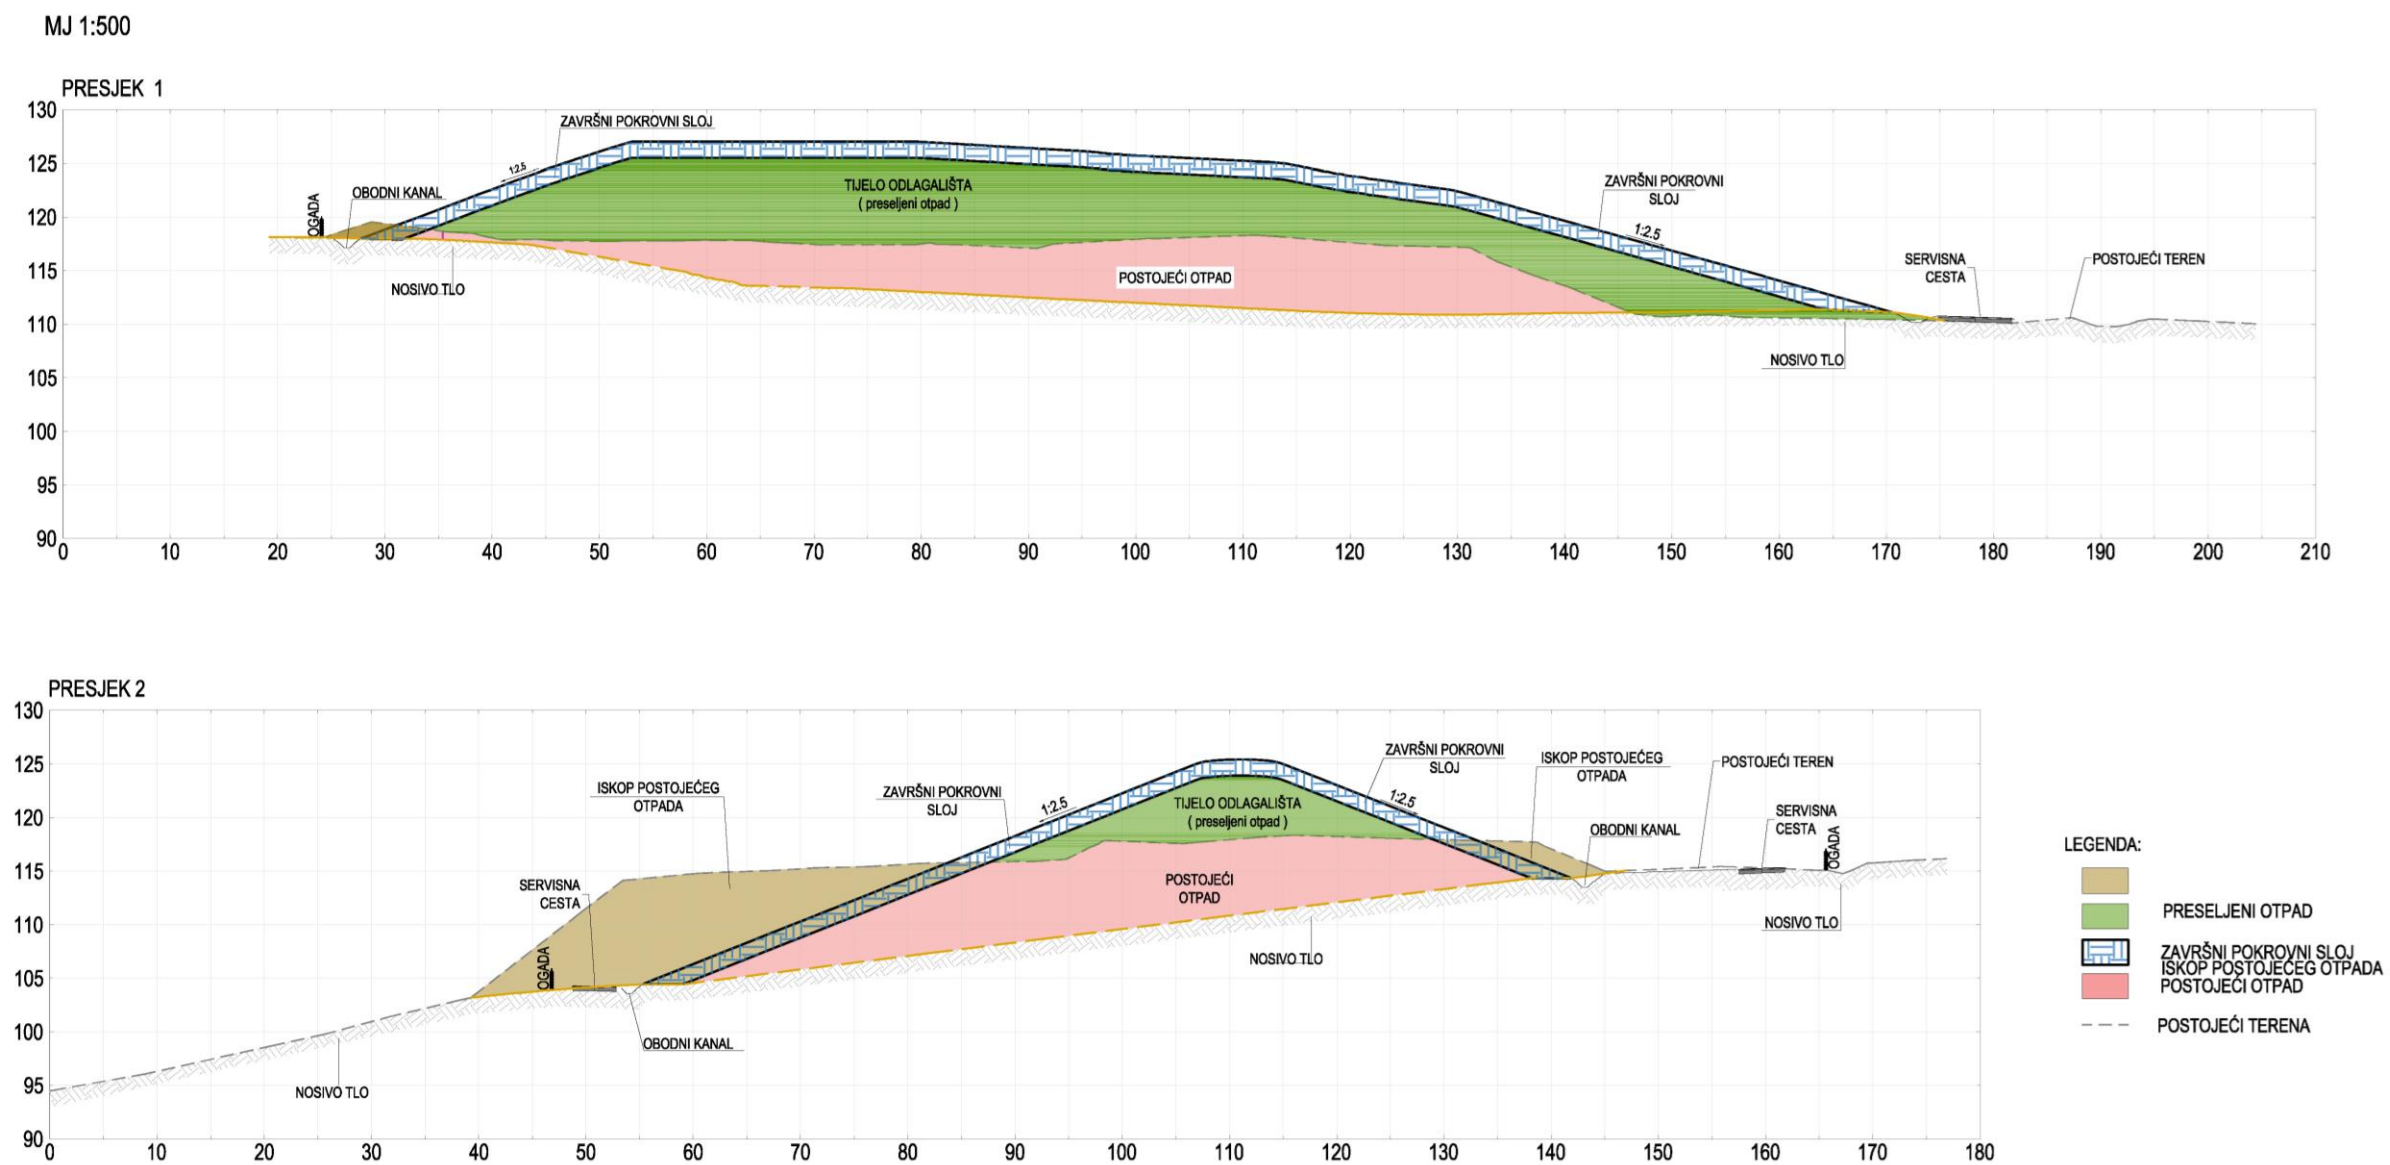 MJ 1:500
PRESJEK 1
130
125
120
115
110
105
100
95
90
ZAVRŠNI POKROVNI SLOJ
1:2.5
OGRADA
OBODNI KANAL
NOSIVO TLO
TIJELO ODLAGALIŠTA
( preseljeni otpad )
POSTOJEĆI OTPAD
ZAVRŠNI POKROVNI
SLOJ
1:2.5
SERVISNA
CESTA
POSTOJEĆI TEREN
NOSIVO TLO
0 10 20 30 40 50 60 70 80 90 100 110 120 130 140 150 160 170 180 190 200 210
PRESJEK 2
130
125
120
115
110
105
100
95
90
ISKOP POSTOJEĆEG
OTPADA
SERVISNA
CESTA
OGADA
OBODNI KANAL
NOSIVO TLO
ZAVRŠNI POKROVNI
SLOJ
1:2.5
TIJELO ODLAGALIŠTA
( preseljeni otpad )
POSTOJEĆI
OTPAD
NOSIVO TLO
ZAVRŠNI POKROVNI
SLOJ
1:2.5
ISKOP POSTOJEĆEG
OTPADA
OBODNI KANAL
POSTOJEĆI TEREN
SERVISNA
CESTA
OGADA
NOSIVO TLO
0 10 20 30 40 50 60 70 80 90 100 110 120 130 140 150 160 170 180
LEGENDA:
PRESELJENI OTPAD
ZAVRŠNI POKROVNI SLOJ
ISKOP POSTOJEĆEG OTPADA
POSTOJEĆI OTPAD
POSTOJEĆI TERENA